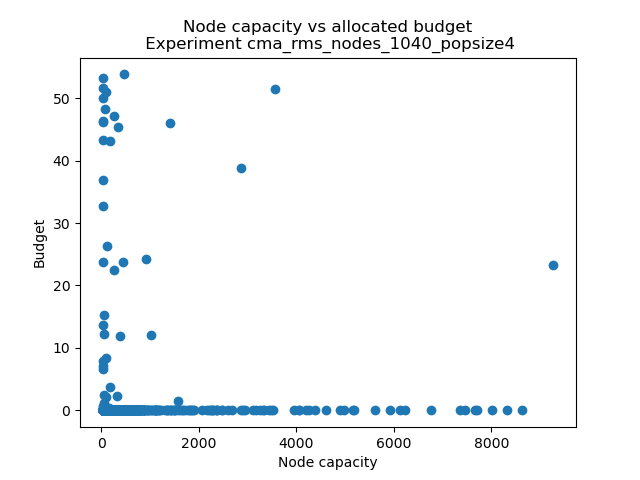 Node capacity vs allocated budget
Experiment cma_rms_nodes_1040_popsize4
50
40
30
20
10
0
Budget
0 2000 4000 6000 8000
Node capacity